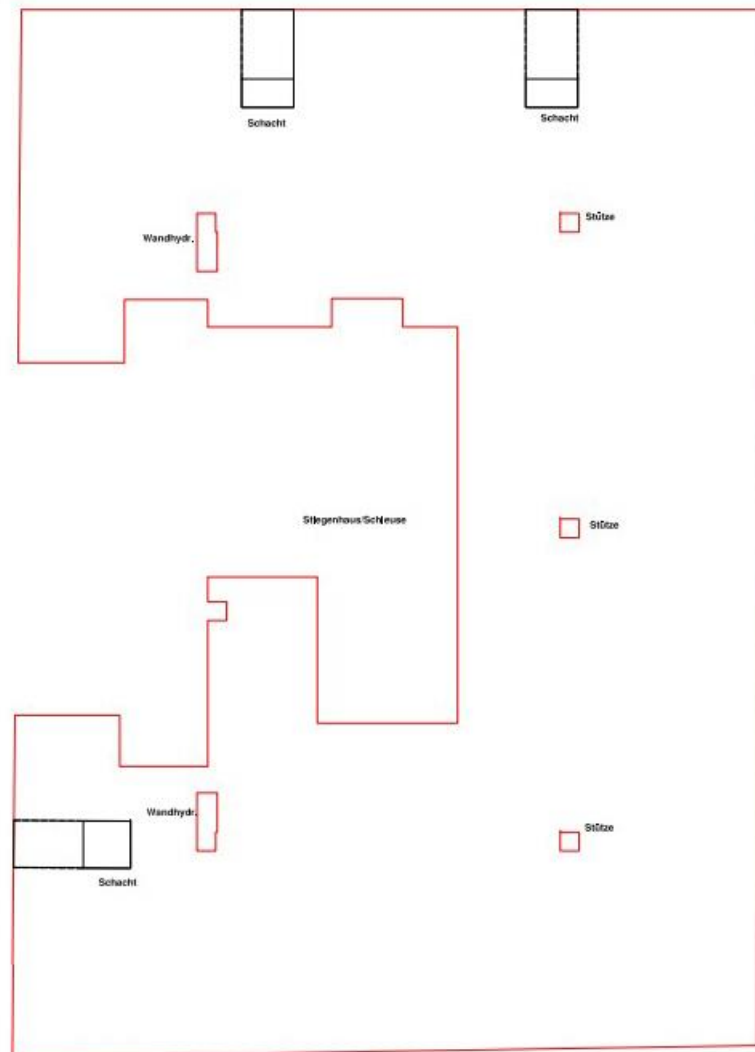 Schacht
Schacht
Stütze
Wandhydr.
Stiegenhaus/Schleuse
Stütze
Wandhydr.
Stütze
Schacht